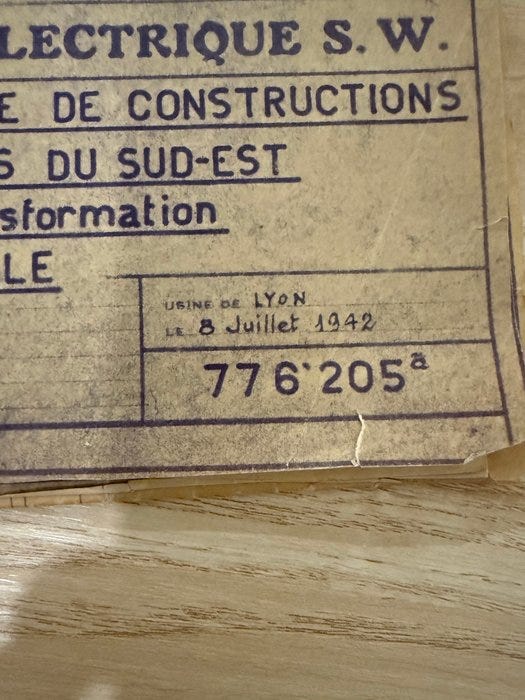 LECTRIQUE S. W.
E DE CONSTRUCTIONS
S DU SUD-EST
sformation
LE
USINE DE LYON
LE 8 Juillet 1942
776'205ª